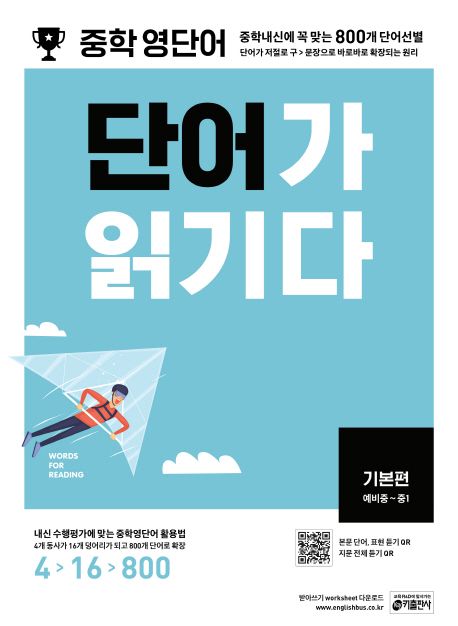 중학 영단어
중학내신에 꼭 맞는 800개 단어선별
단어가 저절로 구 > 문장으로 바로바로 확장되는 원리
단어가
읽기다
WORDS
FOR
READING
기본편
예비중~중1
내신 수행평가에 맞는 중학영단어 활용법
4개 동사가 16개 덩어리가 되고 800개 단어로 확장
4 > 16 > 800
본문 단어, 표현 듣기 QR
지문 전체 듣기 QR
받아쓰기 worksheet 다운로드
www.englishbus.co.kr
키출판사